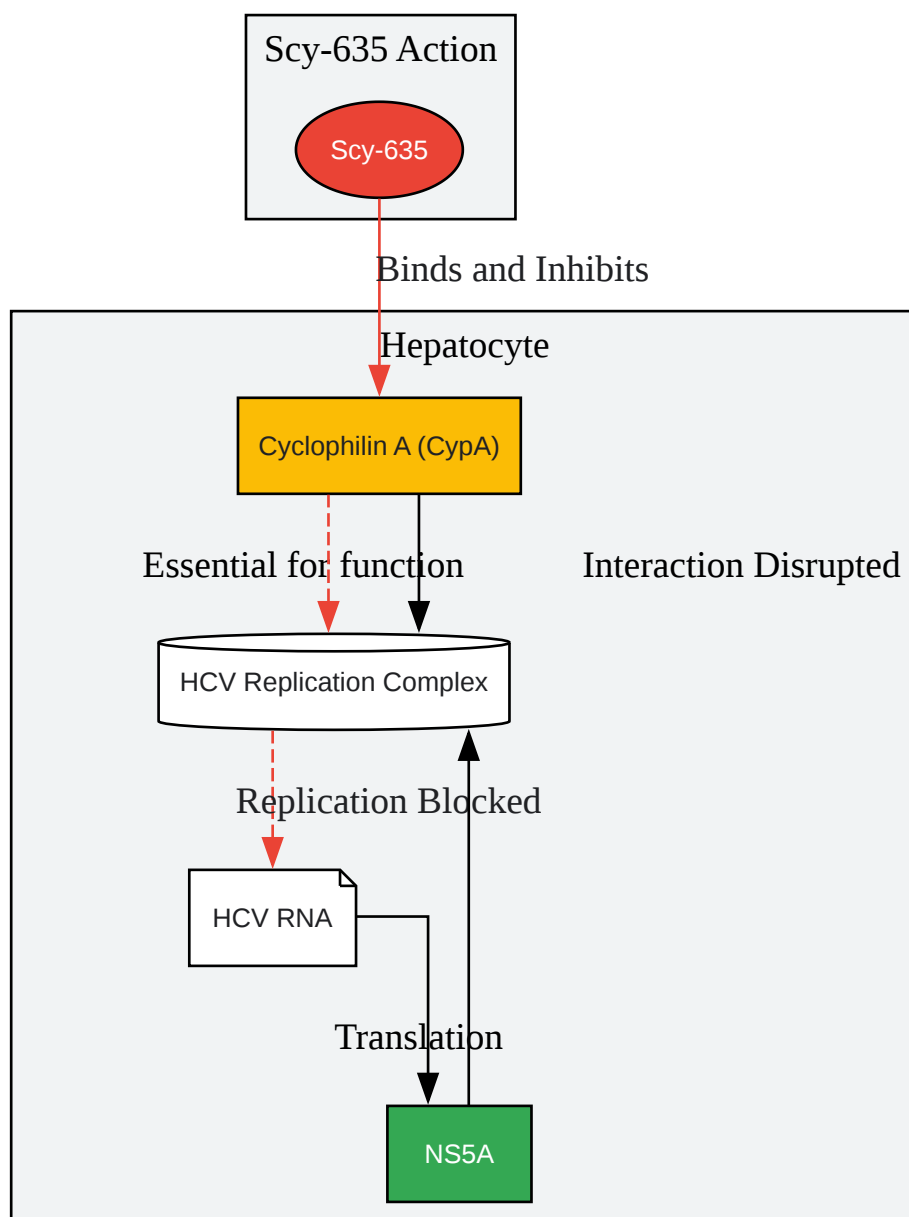 Scy-635 Action
Scy-635
Binds and Inhibits
Hepatocyte
Cyclophilin A (CypA)
Essential for function
Interaction Disrupted
HCV Replication Complex
Replication Blocked
HCV RNA
Translation
NS5A